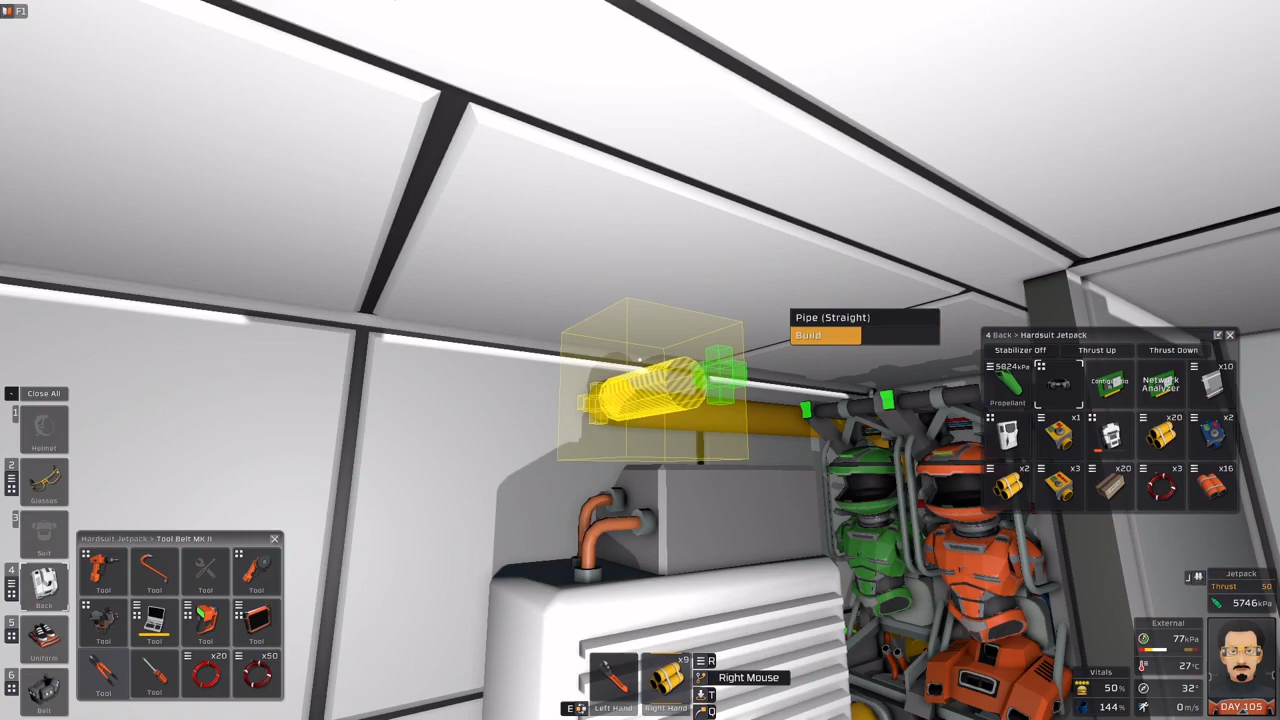 F1
Pipe (Straight)
Build
4 Back > Hardsuit Jetpack
Stabilizer Off
Thrust Up
Thrust Down
5824kPa
Propellant
Network
Analyzer
x10
x1
x20
x2
x2
x3
x20
x3
x16
Close All
1
Helmet
2
Glasses
3
Suit
4
Back
5
Uniform
6
Belt
Hardsuit Jetpack > Tool Belt MK II
Tool
Tool
Tool
Tool
Tool
Tool
Tool
Tool
Tool
Tool
x20
x50
E
Left Hand
x9
Right Hand
R
Right Mouse
T
Q
J
Jetpack
Thrust 50
5746kPa
External
77kPa
27°C
32°
0m/s
Vitals
50%
144%
DAY 105